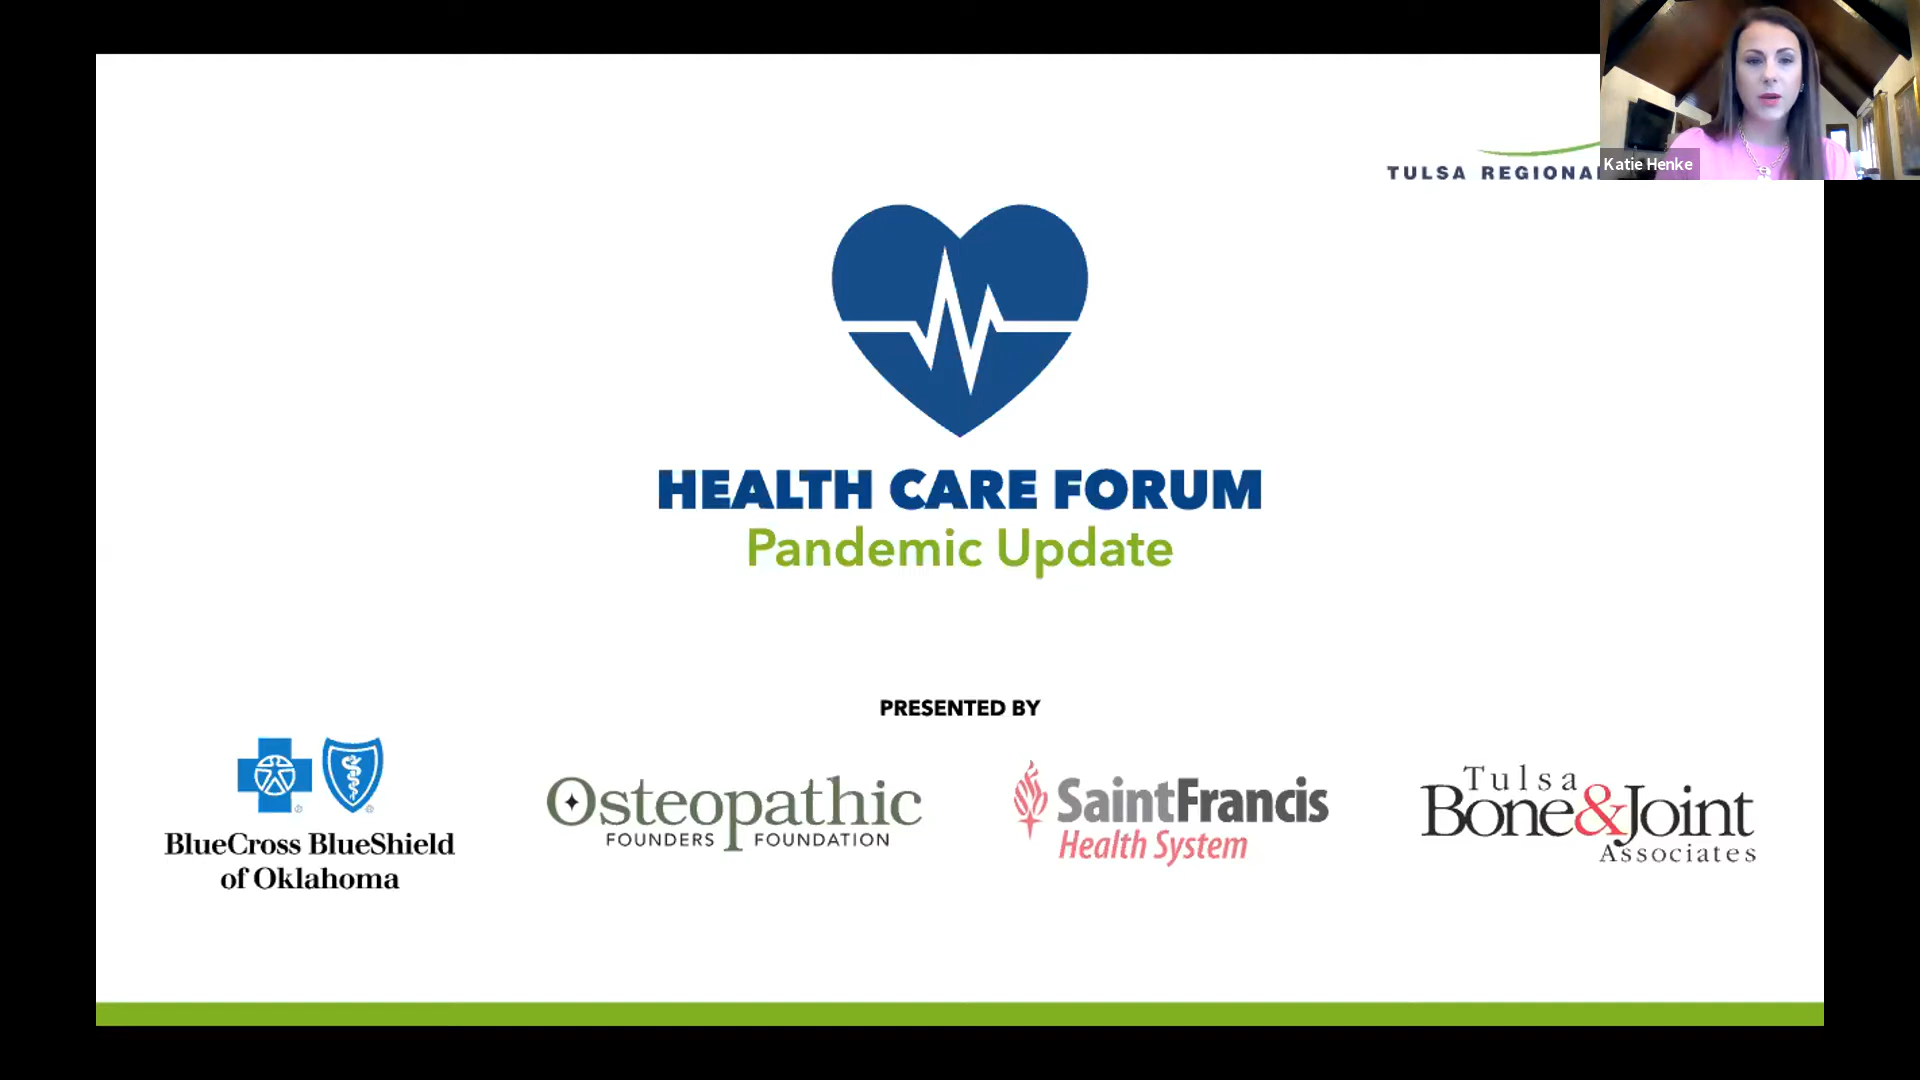 TULSA REGIONAL
Katie Henke
HEALTH CARE FORUM
Pandemic Update
PRESENTED BY
BlueCross BlueShield
of Oklahoma
Osteopathic
FOUNDERS FOUNDATION
SaintFrancis
Health System
Tulsa
Bone&Joint
Associates